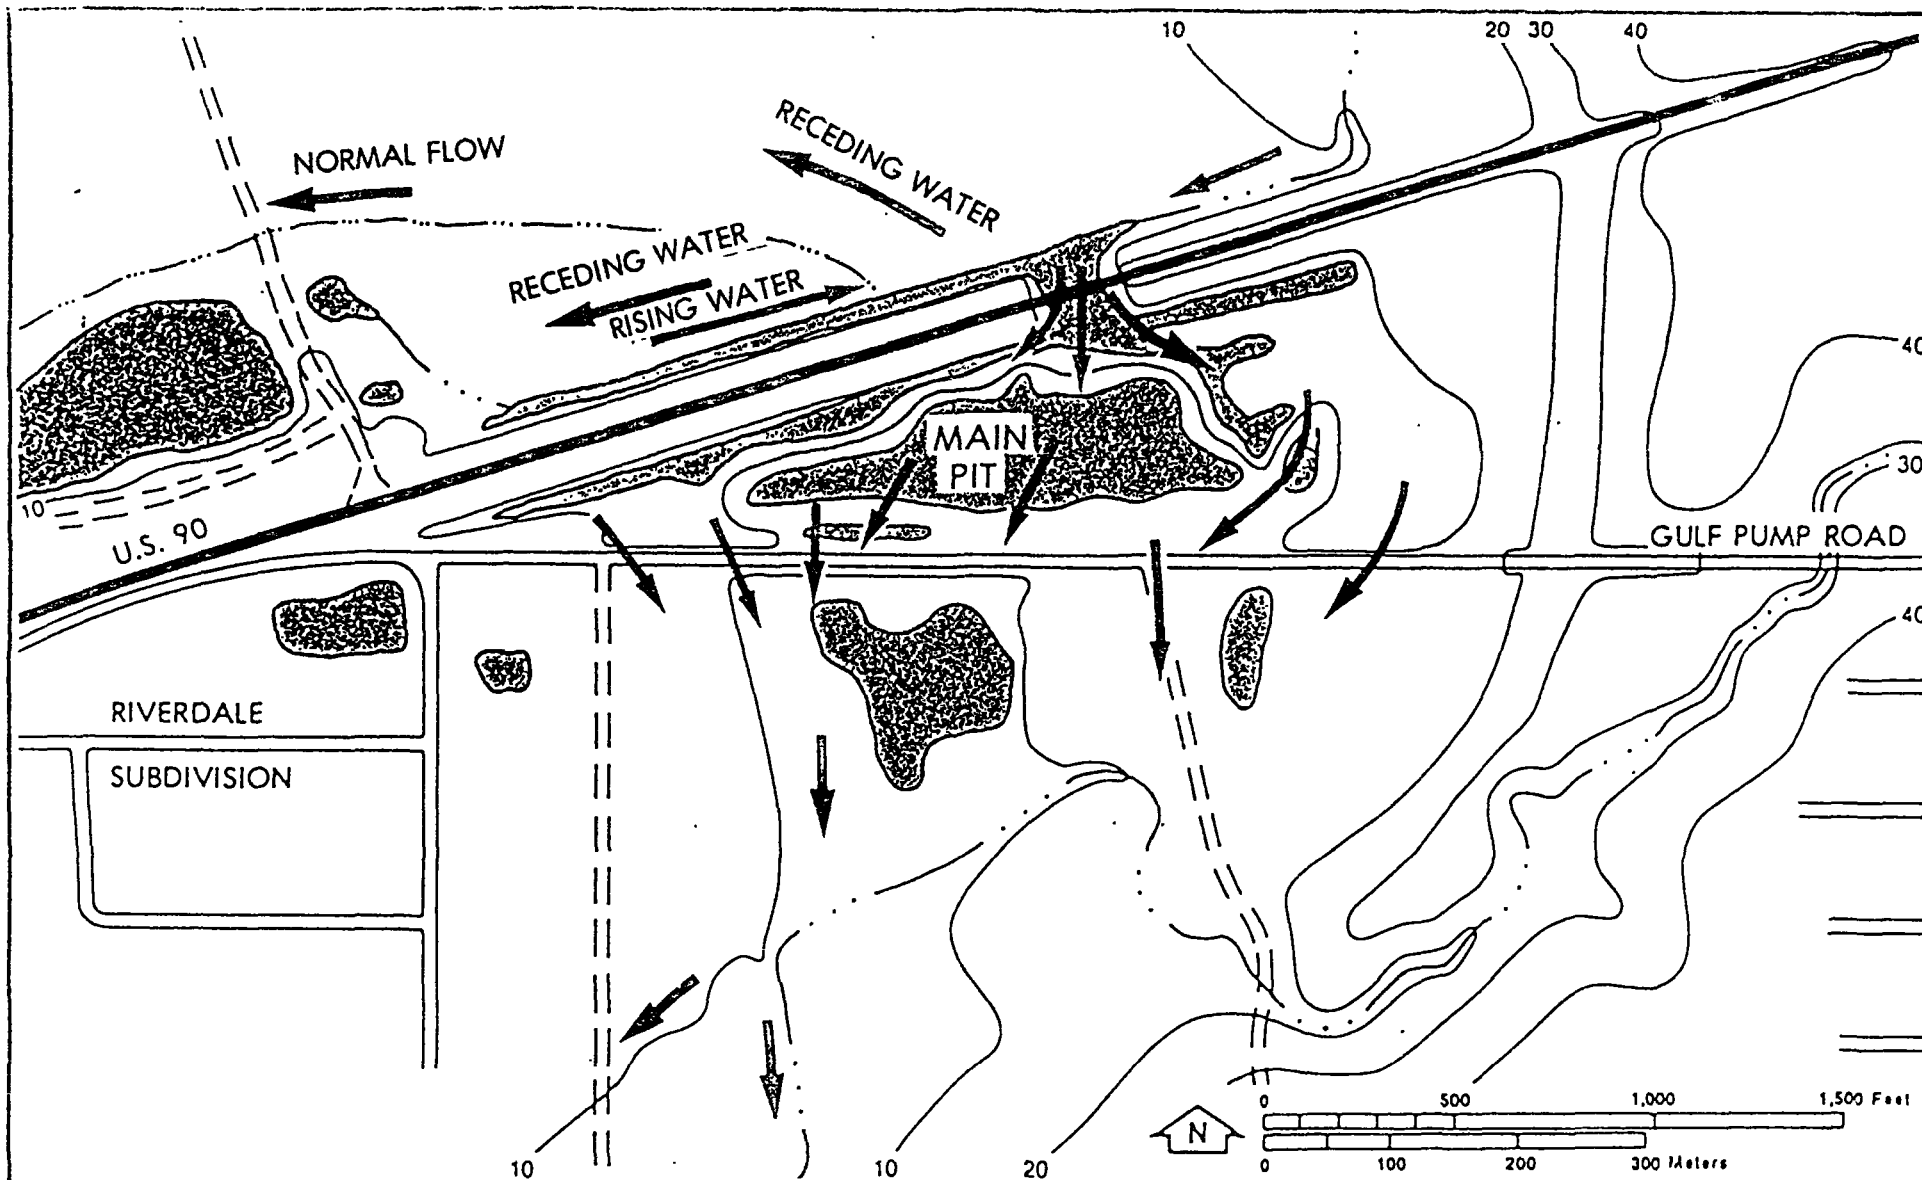 10
20
30
40
NORMAL FLOW
RECEDING WATER
RECEDING WATER
RISING WATER
40
MAIN
PIT
30
10
U.S. 90
GULF PUMP ROAD
40
RIVERDALE
SUBDIVISION
0
500
1,000
1,500 Feet
N
0
100
200
300 Meters
10
10
20